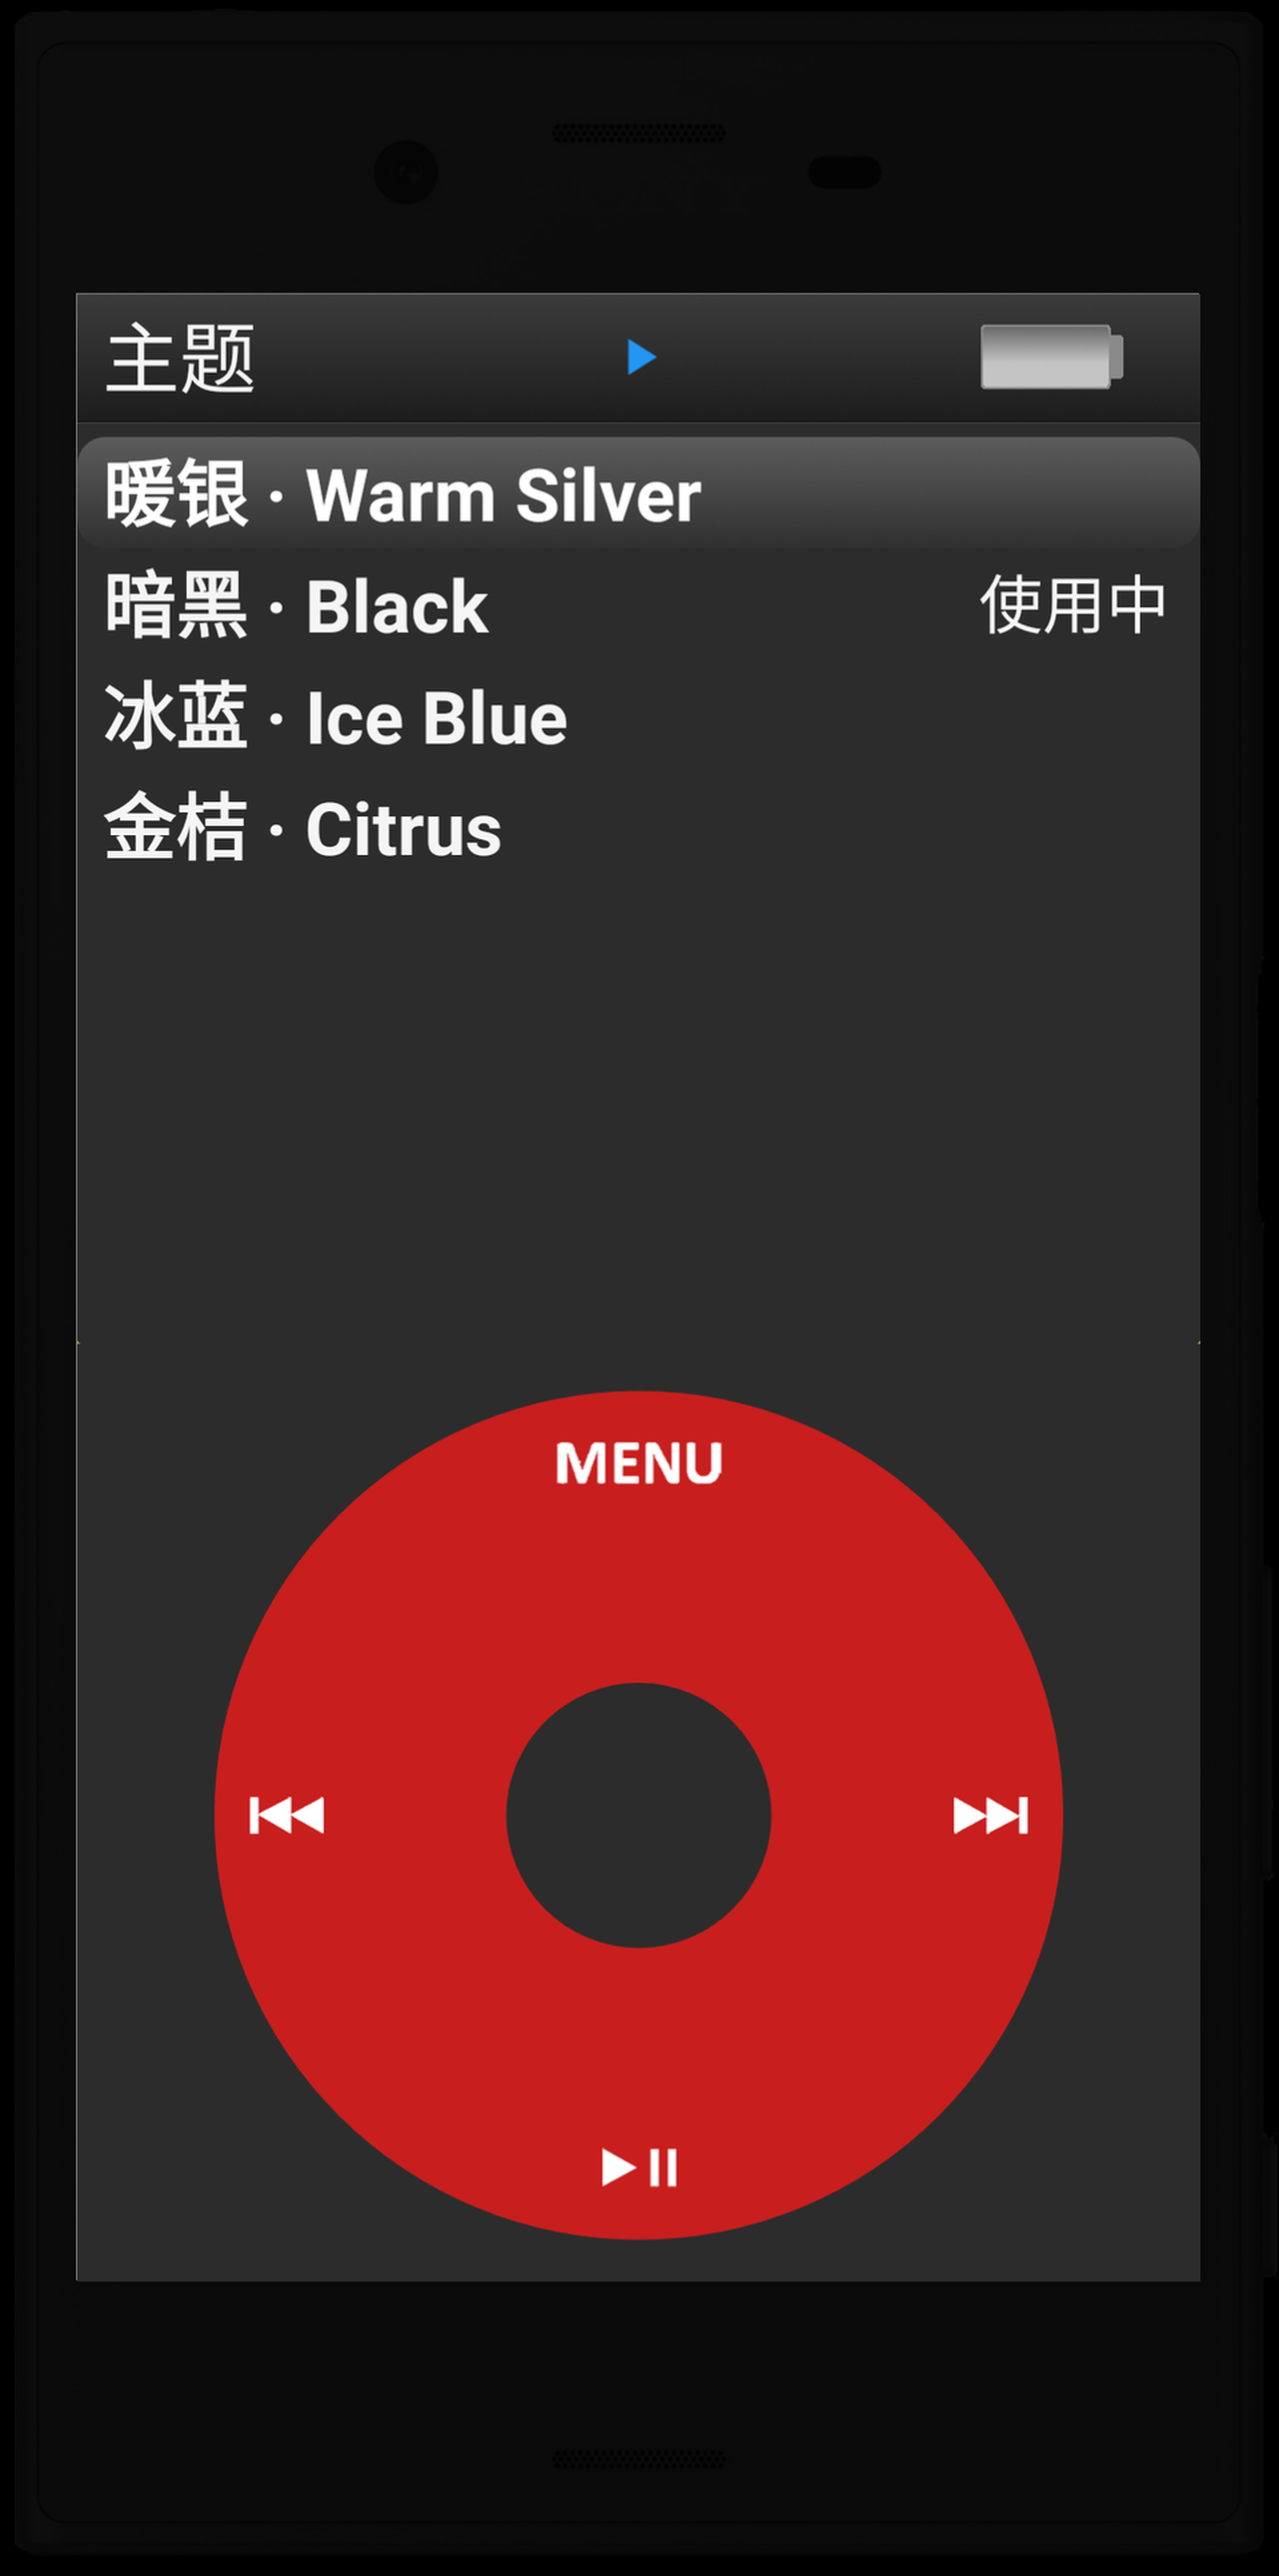 主题
暖银 · Warm Silver
暗黑 · Black 使用中
冰蓝 · Ice Blue
金桔 · Citrus
MENU